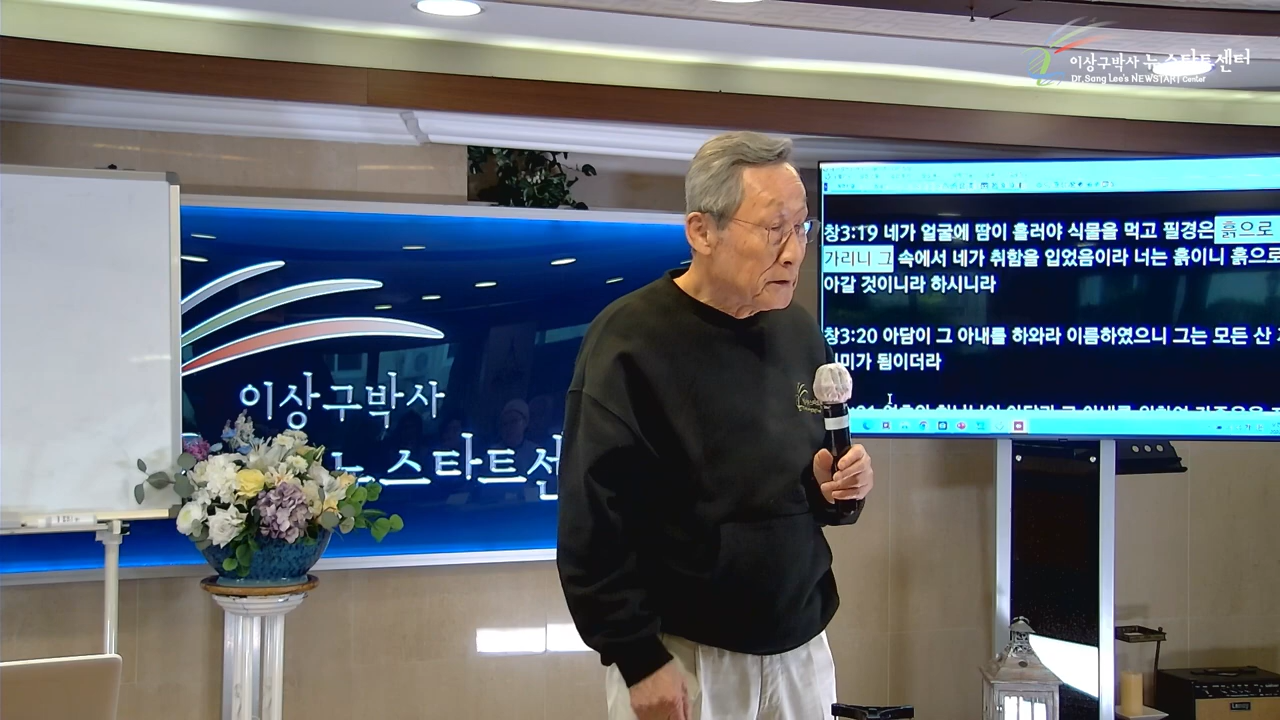 이상구박사 뉴 스타트 센터
Dr. Sang Lee's NEWSTART Center
창3:19 네가 얼굴에 땀이 흘러야 식물을 먹고 필경은 흙으로
가리니 그 속에서 네가 취함을 입었음이라 너는 흙이니 흙으로
아갈 것이니라 하시니라
창3:20 아담이 그 아내를 하와라 이름하였으니 그는 모든 산
미가 됨이더라
이상구박사
뉴 스타트센